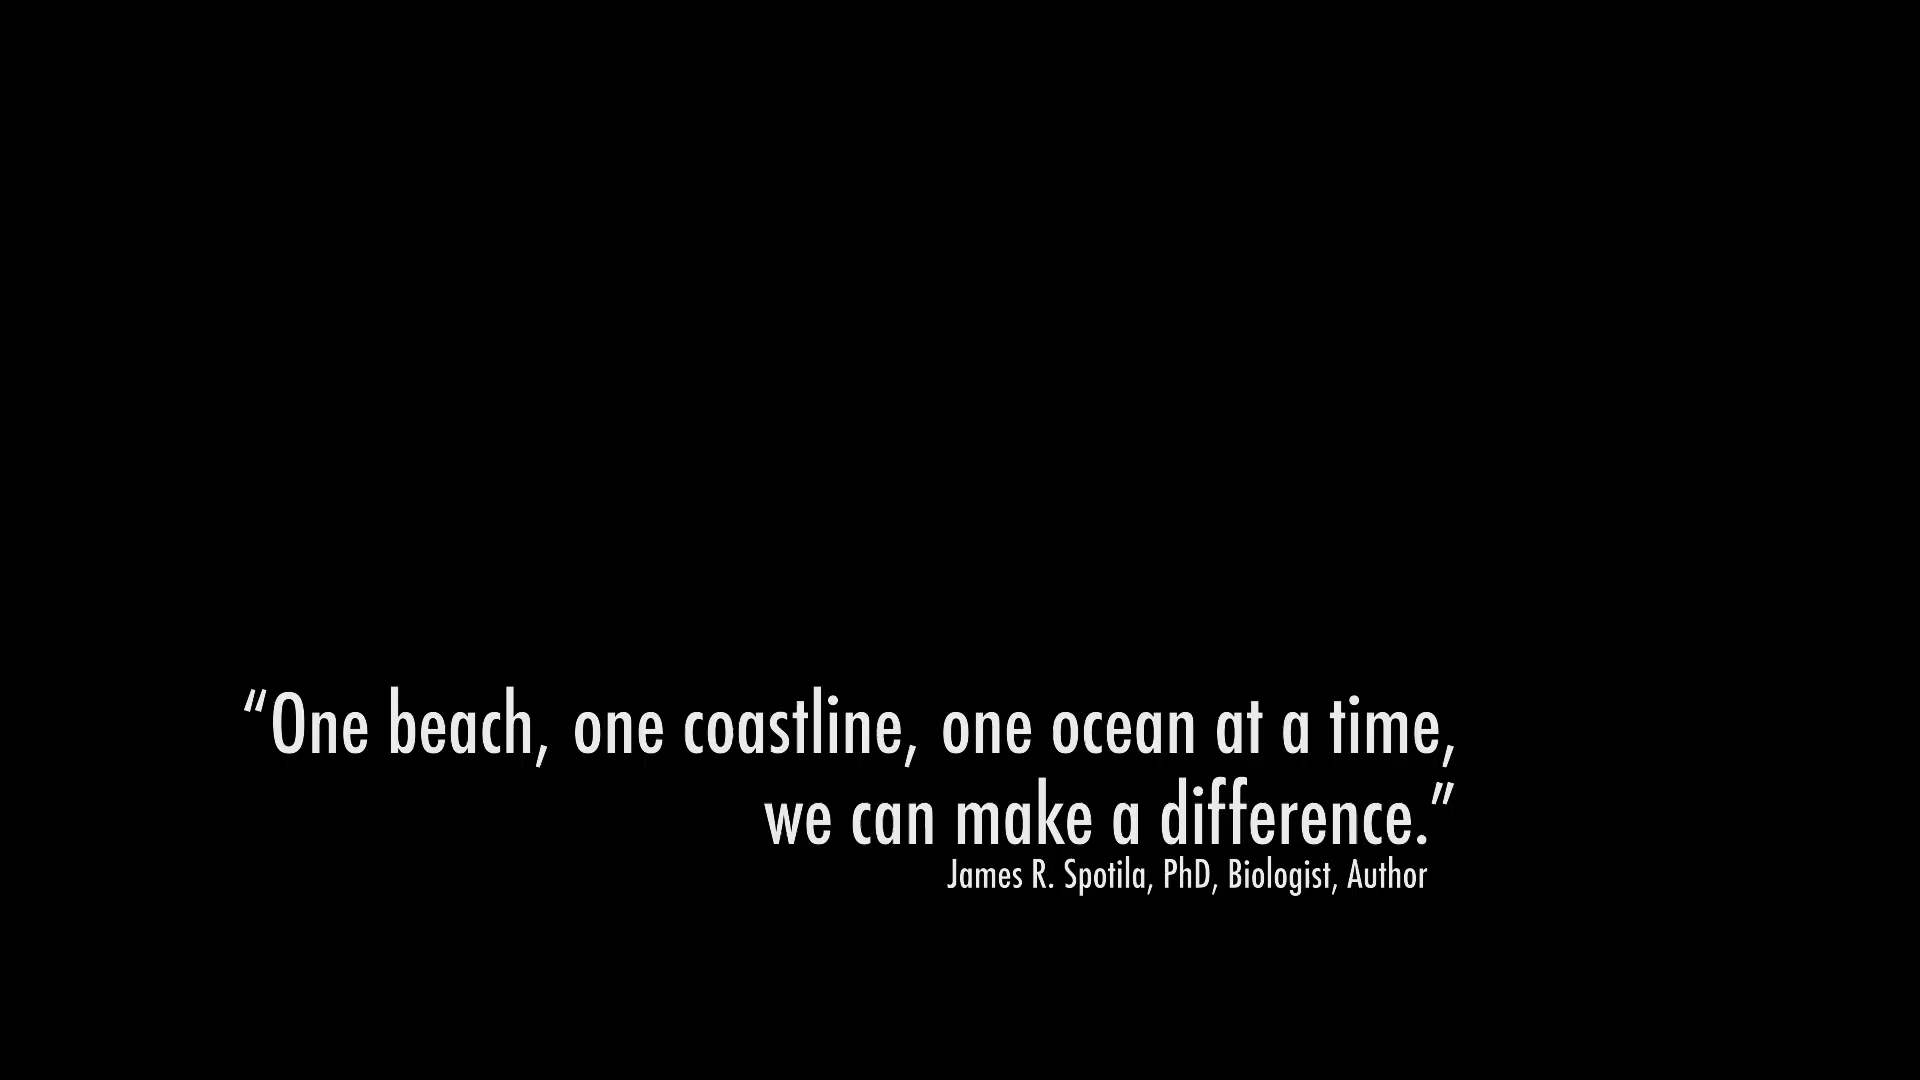 “One beach, one coastline, one ocean at a time,
we can make a difference.”
James R. Spotila, PhD, Biologist, Author